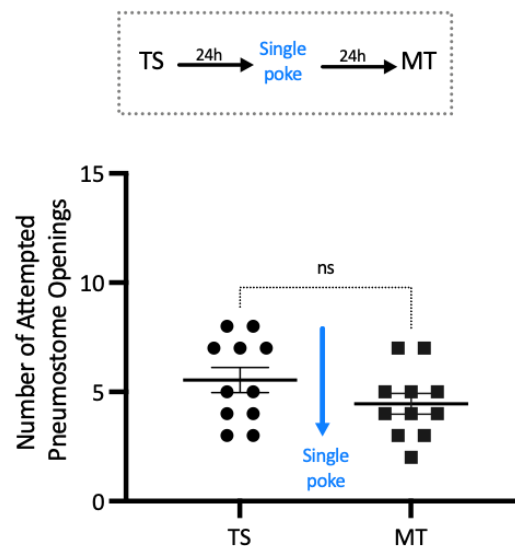 TS 24h Single poke 24h MT
Number of Attempted
Pneumostome Openings
15
10
5
0
ns
Single
poke
TS MT